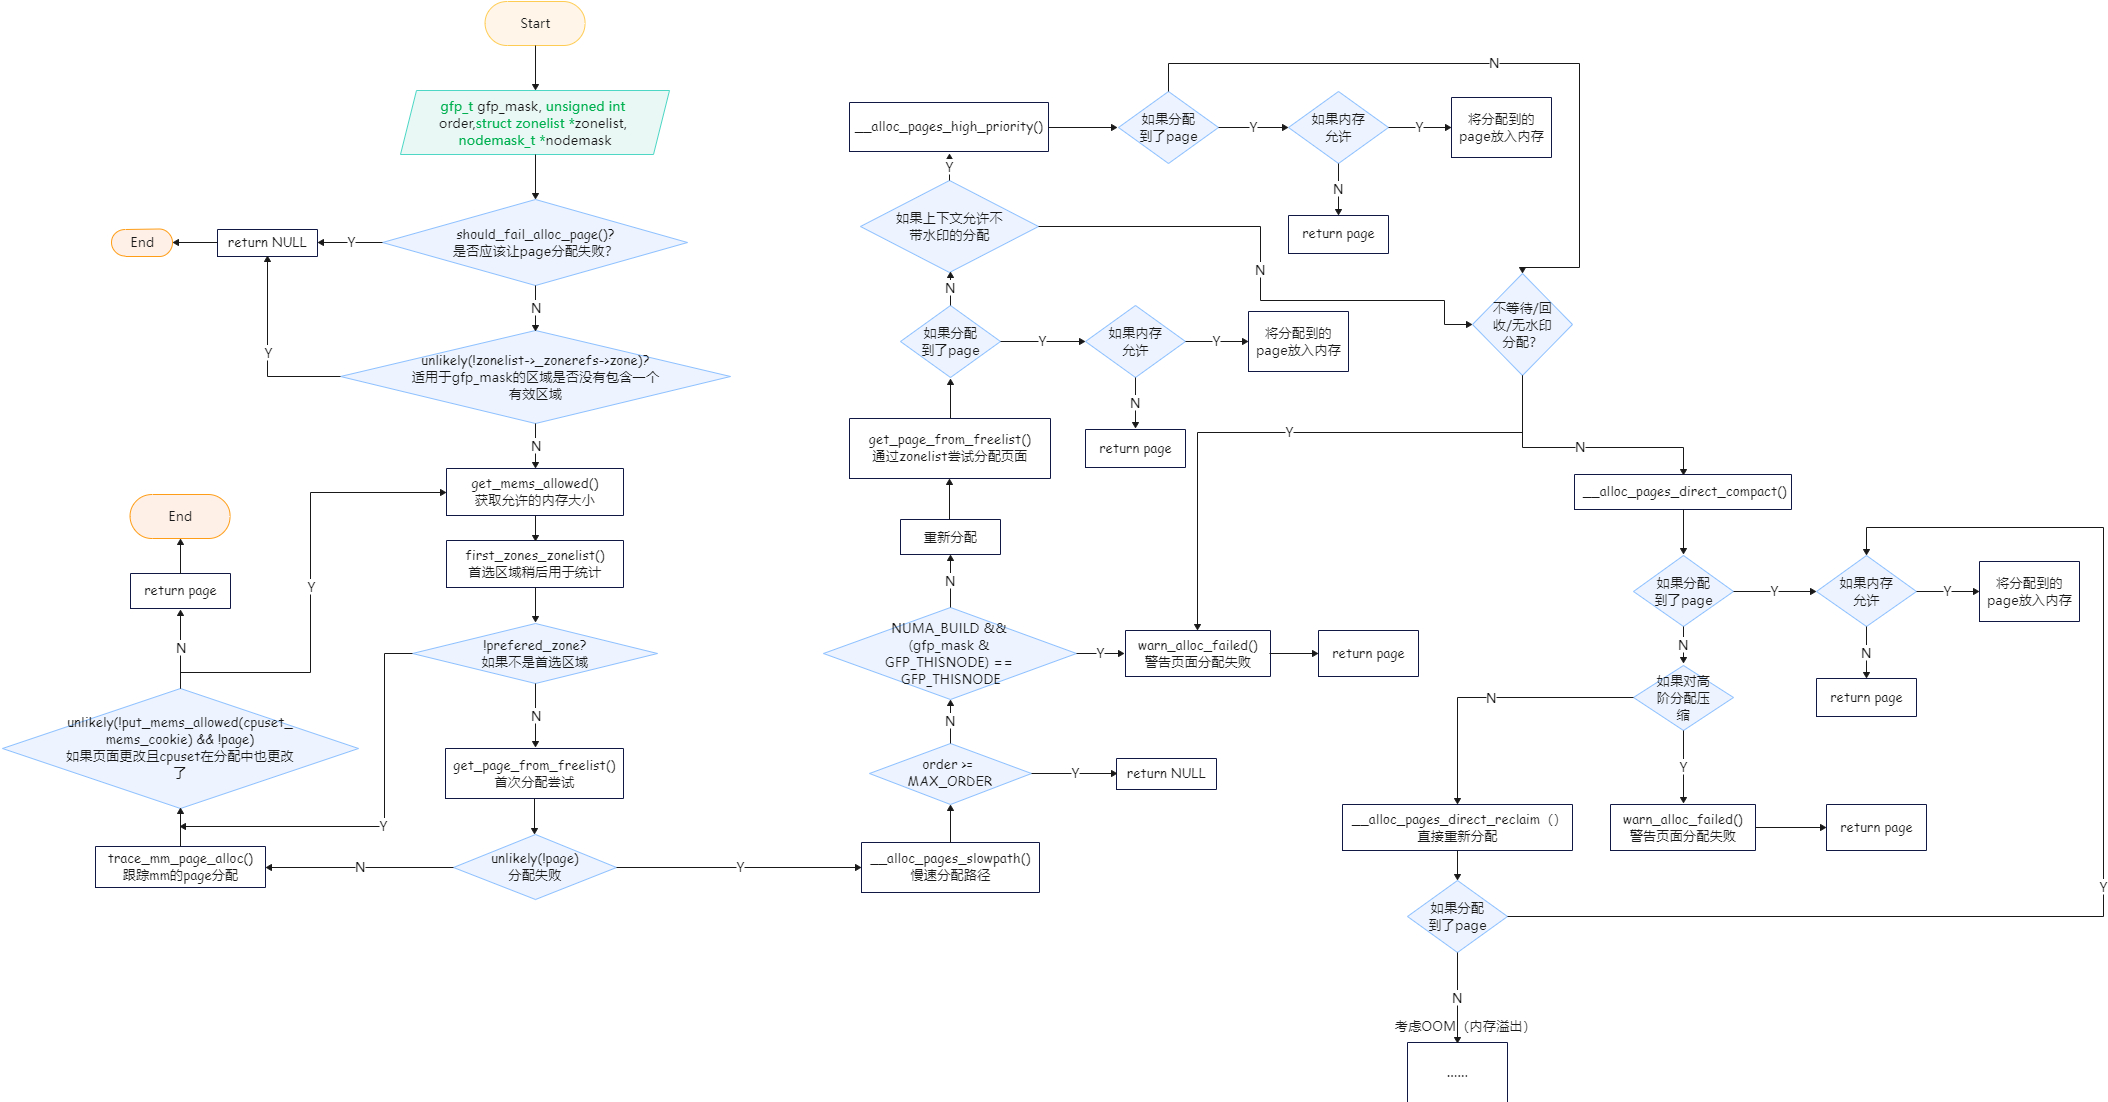 Start
gfp_t gfp_mask, unsigned int
order,struct zonelist *zonelist,
nodemask_t *nodemask
should_fail_alloc_page()?
是否应该让page分配失败?
Y
return NULL
End
N
unlikely(!zonelist->_zonerefs->zone)?
适用于gfp_mask的区域是否没有包含一个
有效区域
Y
N
get_mems_allowed()
获取允许的内存大小
first_zones_zonelist()
首选区域稍后用于统计
!prefered_zone?
如果不是首选区域
Y
N
get_page_from_freelist()
首次分配尝试
unlikely(!page)
分配失败
N
Y
trace_mm_page_alloc()
跟踪mm的page分配
unlikely(!put_mems_allowed(cpuset_
mems_cookie) && !page)
如果页面更改且cpuset在分配中也更改
了
N
Y
return page
End
__alloc_pages_slowpath()
慢速分配路径
order >=
MAX_ORDER
Y
return NULL
N
NUMA_BUILD &&
(gfp_mask &
GFP_THISNODE) ==
GFP_THISNODE
Y
warn_alloc_failed()
警告页面分配失败
return page
N
重新分配
get_page_from_freelist()
通过zonelist尝试分配页面
如果分配
到了page
Y
如果内存
允许
Y
将分配到的
page放入内存
N
return page
N
如果上下文允许不
带水印的分配
N
Y
__alloc_pages_high_priority()
如果分配
到了page
N
Y
如果内存
允许
Y
将分配到的
page放入内存
N
return page
不等待/回
收/无水印
分配?
Y
N
__alloc_pages_direct_compact()
如果分配
到了page
Y
如果内存
允许
Y
将分配到的
page放入内存
N
return page
N
如果对高
阶分配压
缩
N
Y
warn_alloc_failed()
警告页面分配失败
return page
__alloc_pages_direct_reclaim（）
直接重新分配
如果分配
到了page
Y
N
考虑OOM（内存溢出）
......